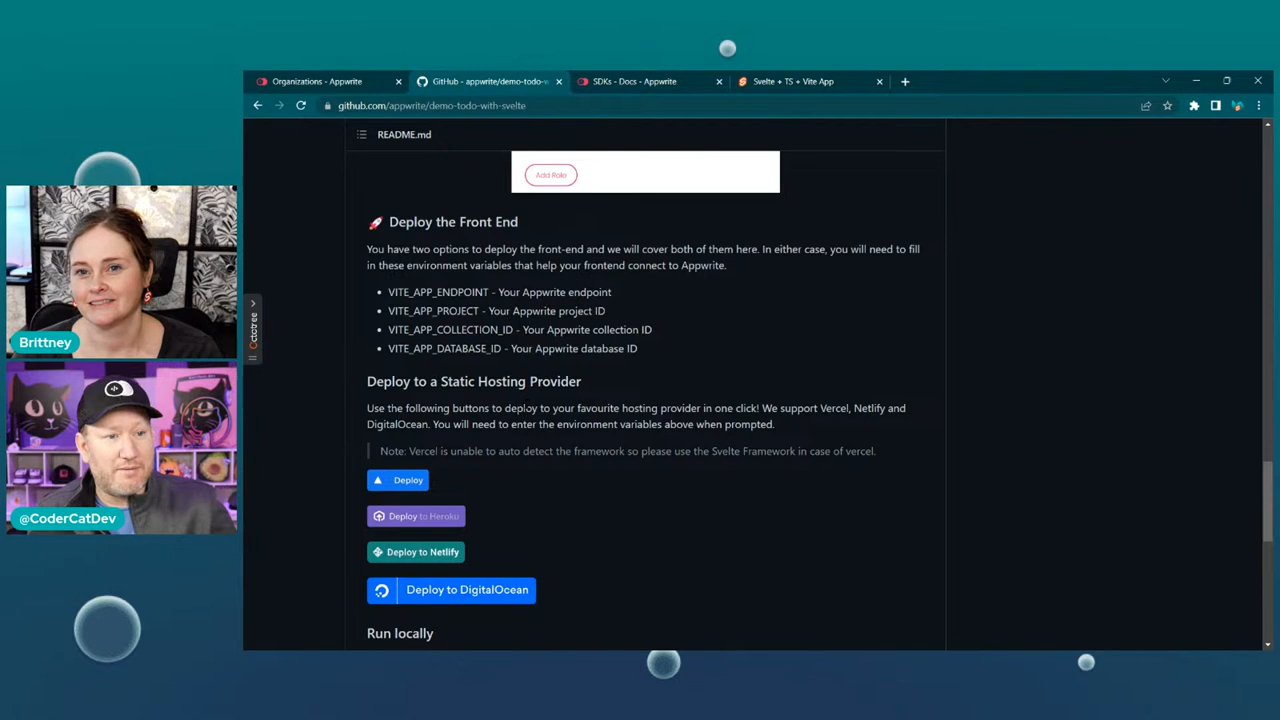 Organizations - Appwrite
GitHub - appwrite/demo-todo-w
SDKs - Docs - Appwrite
Svelte + TS + Vite App
github.com/appwrite/demo-todo-with-svelte
README.md
Add Role
🚀 Deploy the Front End
You have two options to deploy the front-end and we will cover both of them here. In either case, you will need to fill
in these environment variables that help your frontend connect to Appwrite.
• VITE_APP_ENDPOINT - Your Appwrite endpoint
• VITE_APP_PROJECT - Your Appwrite project ID
• VITE_APP_COLLECTION_ID - Your Appwrite collection ID
• VITE_APP_DATABASE_ID - Your Appwrite database ID
Deploy to a Static Hosting Provider
Use the following buttons to deploy to your favourite hosting provider in one click! We support Vercel, Netlify and
DigitalOcean. You will need to enter the environment variables above when prompted.
Note: Vercel is unable to auto detect the framework so please use the Svelte Framework in case of vercel.
Deploy
Deploy to Heroku
Deploy to Netlify
Deploy to DigitalOcean
Run locally
Octotree
Brittney
@CoderCatDev